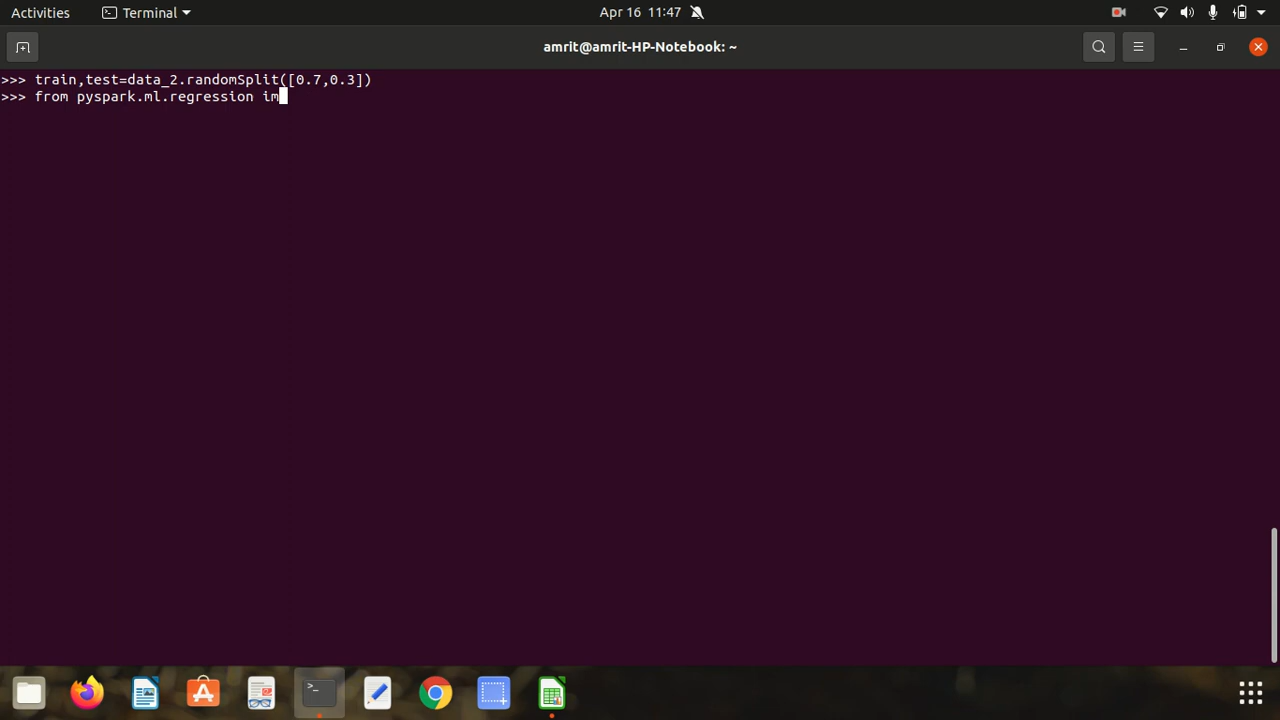 Activities
Terminal
Apr 16 11:47
amrit@amrit-HP-Notebook: ~
>>> train,test=data_2.randomSplit([0.7,0.3])
>>> from pyspark.ml.regression im
>_